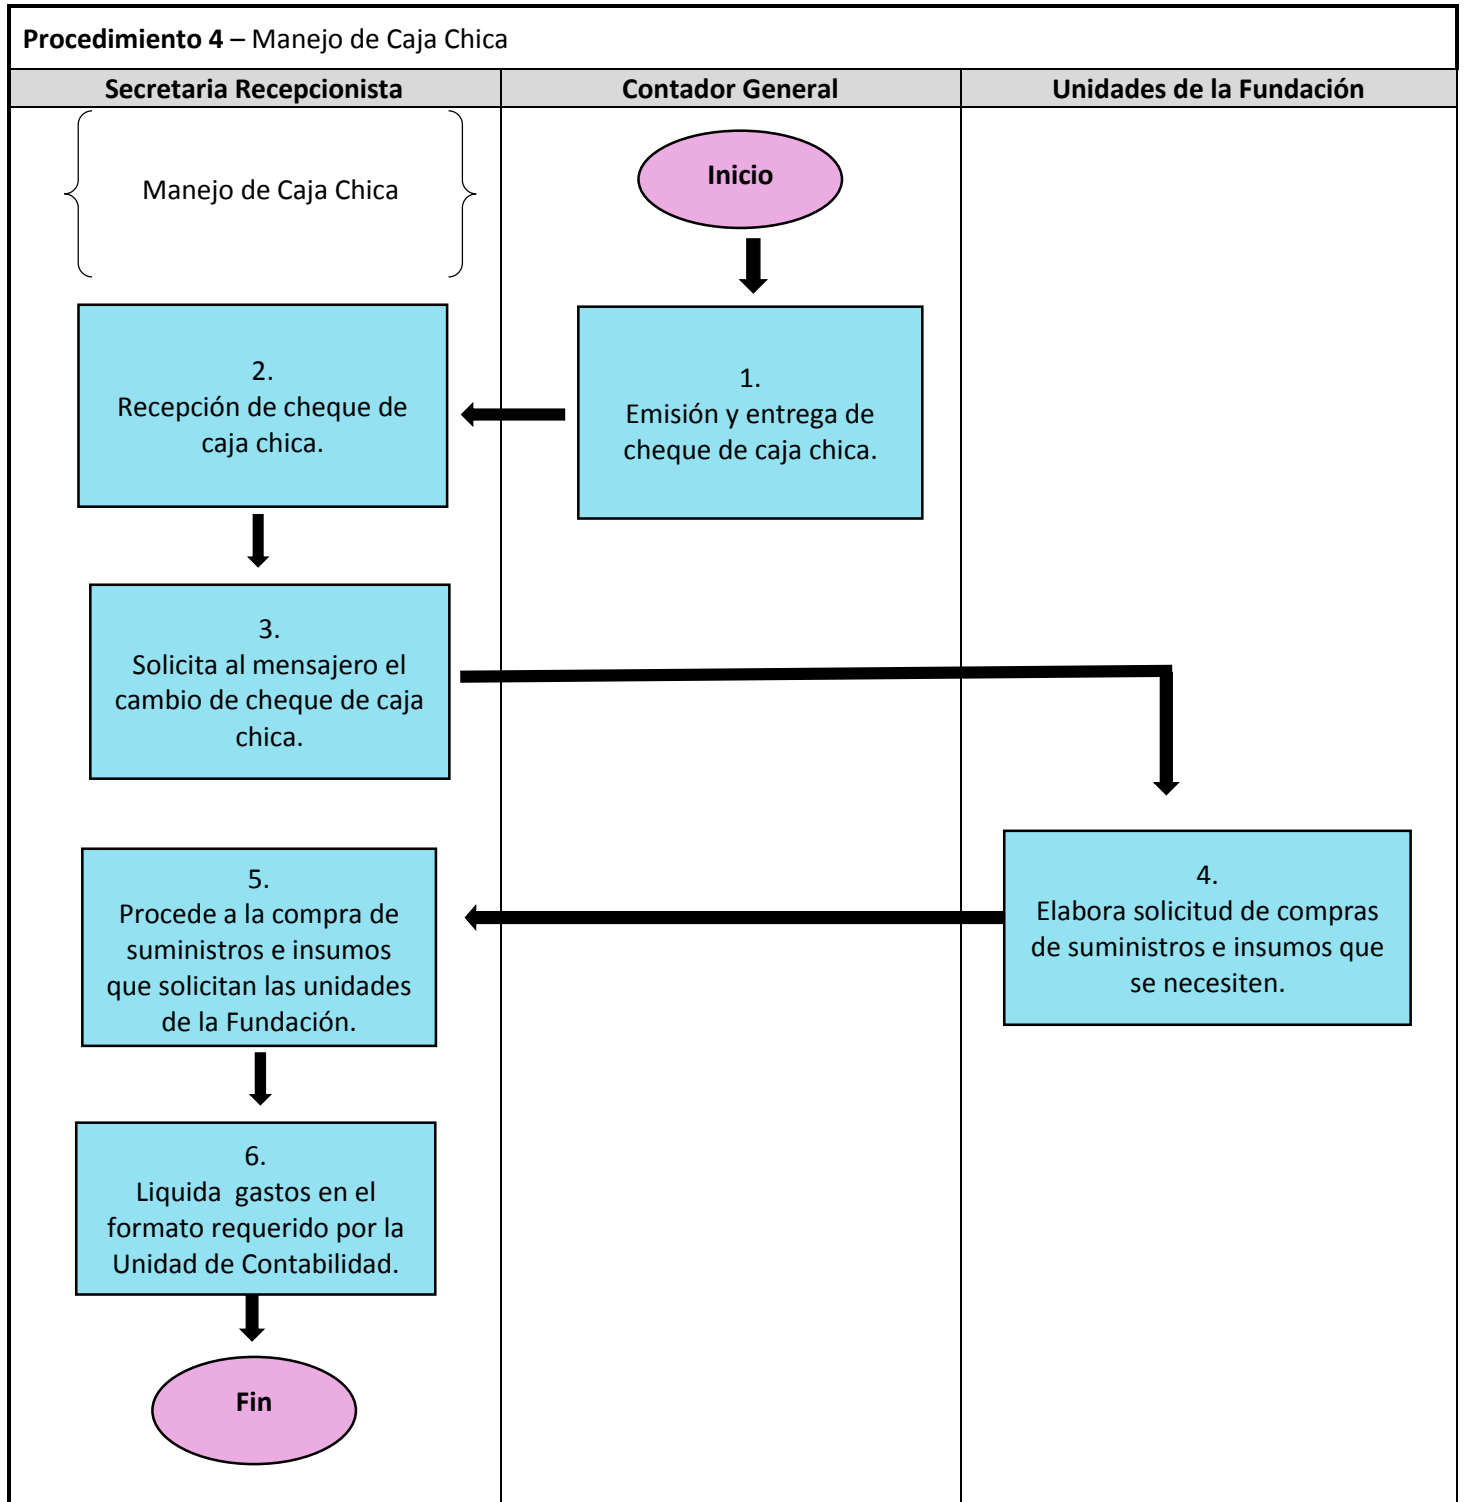 Procedimiento 4 – Manejo de Caja Chica
Secretaria Recepcionista
Contador General
Unidades de la Fundación
Manejo de Caja Chica
Inicio
1.
Emisión y entrega de
cheque de caja chica.
2.
Recepción de cheque de
caja chica.
3.
Solicita al mensajero el
cambio de cheque de caja
chica.
4.
Elabora solicitud de compras
de suministros e insumos que
se necesiten.
5.
Procede a la compra de
suministros e insumos
que solicitan las unidades
de la Fundación.
6.
Liquida  gastos en el
formato requerido por la
Unidad de Contabilidad.
Fin